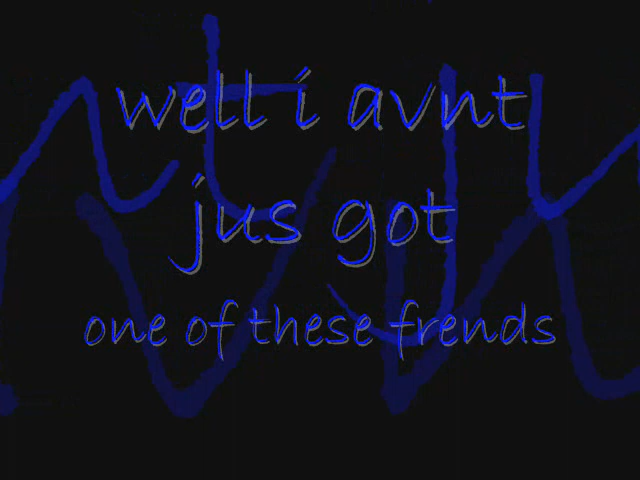 well i avnt
jus got
one of these frends